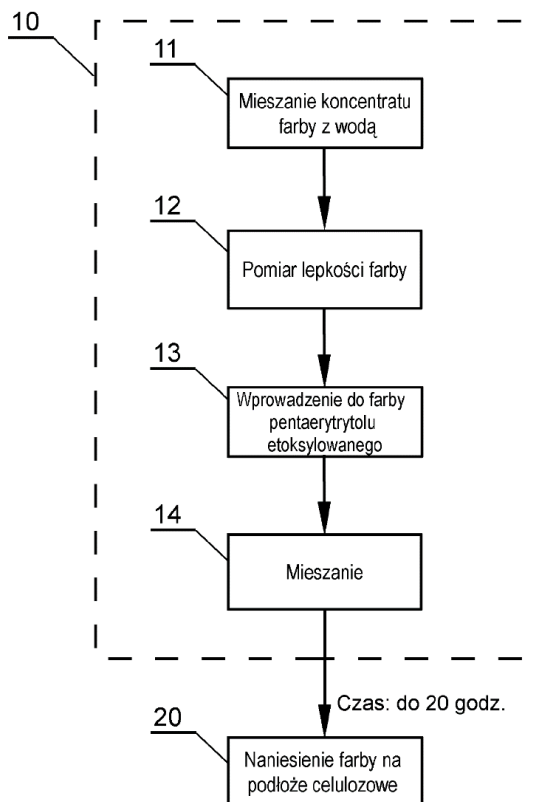 10
11
Mieszanie koncentratu
farby z wodą
12
Pomiar lepkości farby
13
Wprowadzenie do farby
pentaerytrytolu
etoksylowanego
14
Mieszanie
Czas: do 20 godz.
20
Naniesienie farby na
podłoże celulozowe